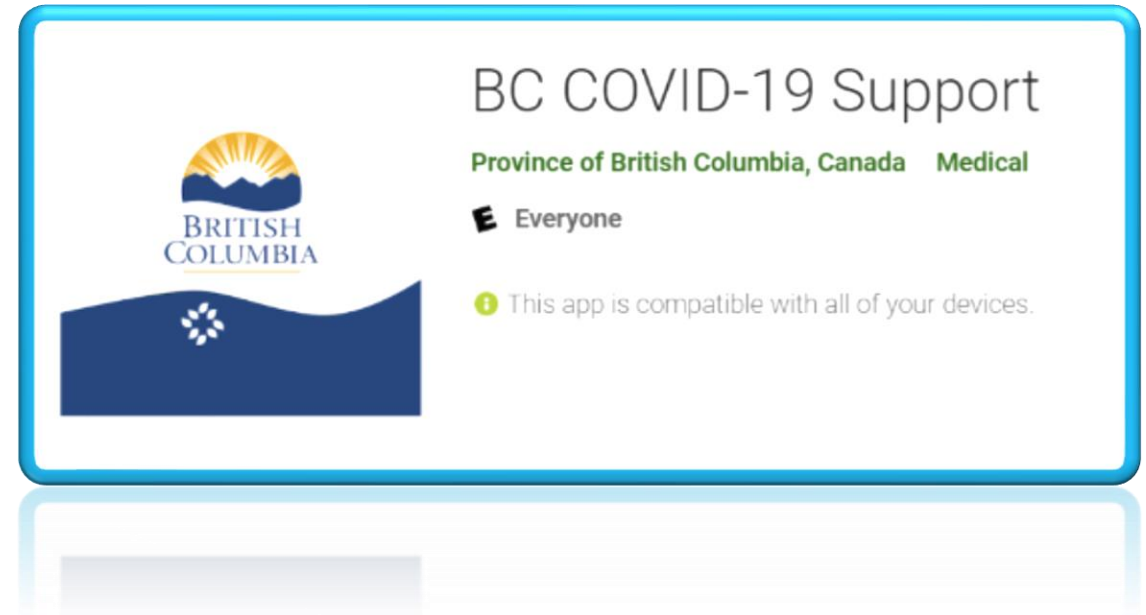 BC COVID-19 Support
Province of British Columbia, Canada Medical
E Everyone
This app is compatible with all of your devices.
BRITISH
COLUMBIA